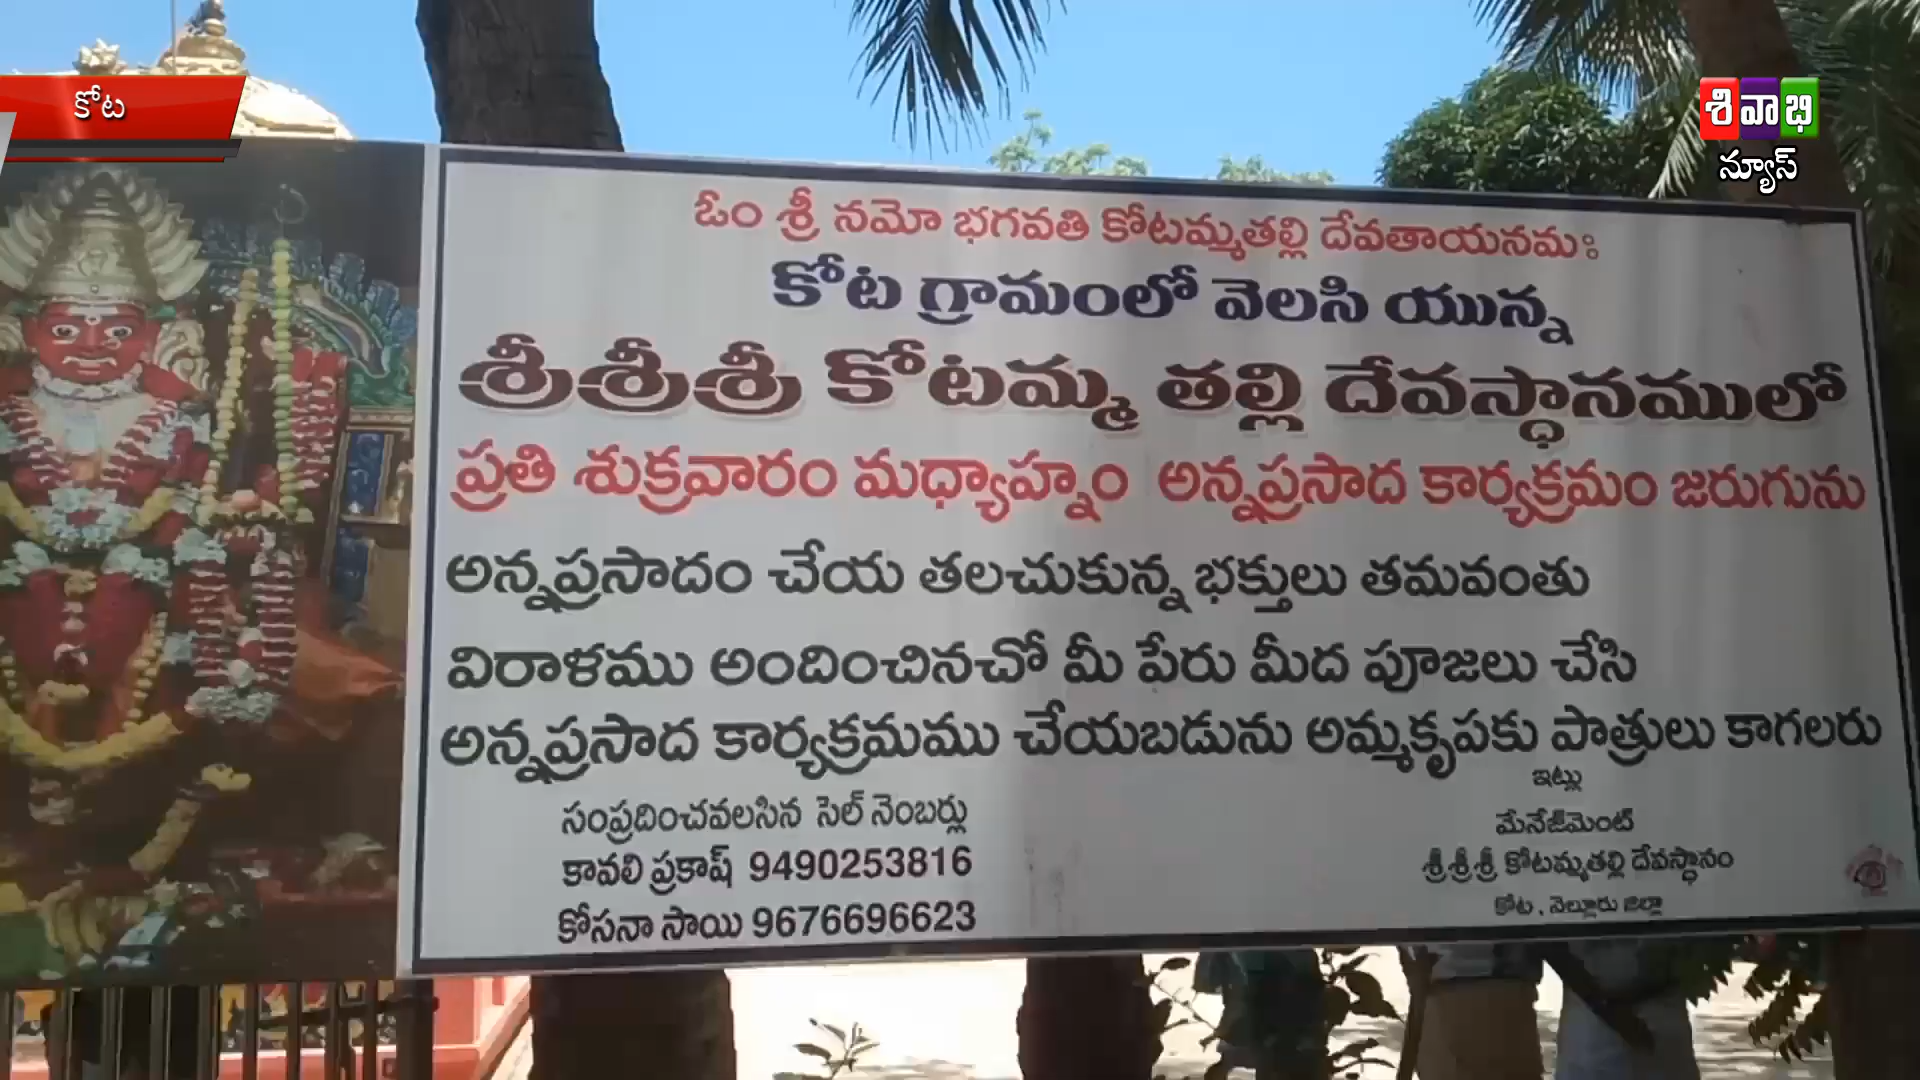 కోట
శివాభి
న్యూస్
ఓం శ్రీ నమో భగవతి కోటమ్మతల్లి దేవతాయనమః
కోట గ్రామంలో వెలసి యున్న
శ్రీశ్రీశ్రీ కోటమ్మ తల్లి దేవస్థానములో
ప్రతి శుక్రవారం మధ్యాహ్నం అన్నప్రసాద కార్యక్రమం జరుగును
అన్నప్రసాదం చేయ తలచుకున్న భక్తులు తమవంతు
విరాళము అందించినచో మీ పేరు మీద పూజలు చేసి
అన్నప్రసాద కార్యక్రమము చేయబడును అమ్మకృపకు పాత్రులు కాగలరు
ఇట్లు
సంప్రదించవలసిన సెల్ నెంబర్లు
కావలి ప్రకాష్ 9490253816
కోసనా సాయి 9676696623
మేనేజ్‌మెంట్
శ్రీ.శ్రీ.శ్రీ కోటమ్మతల్లి దేవస్థానం
కోట , నెల్లూరు జిల్లా